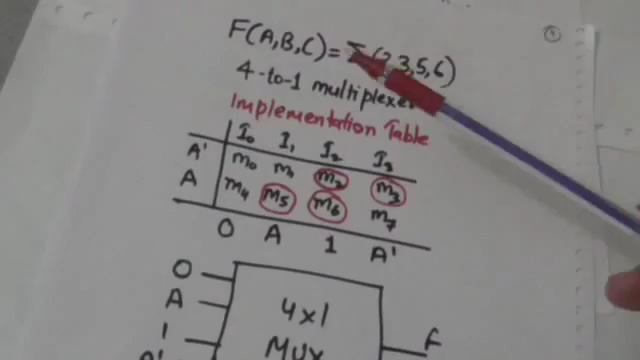 F(A,B,C) = Σ (2,3,5,6)
4-to-1 multiplexer
Implementation Table
I₀ I₁ I₂ I₃
A' m₀ m₁ m₂ m₃
A m₄ m₅ m₆ m₇
0 A 1 A'
0
A
1
A'
4x1
MUX
F